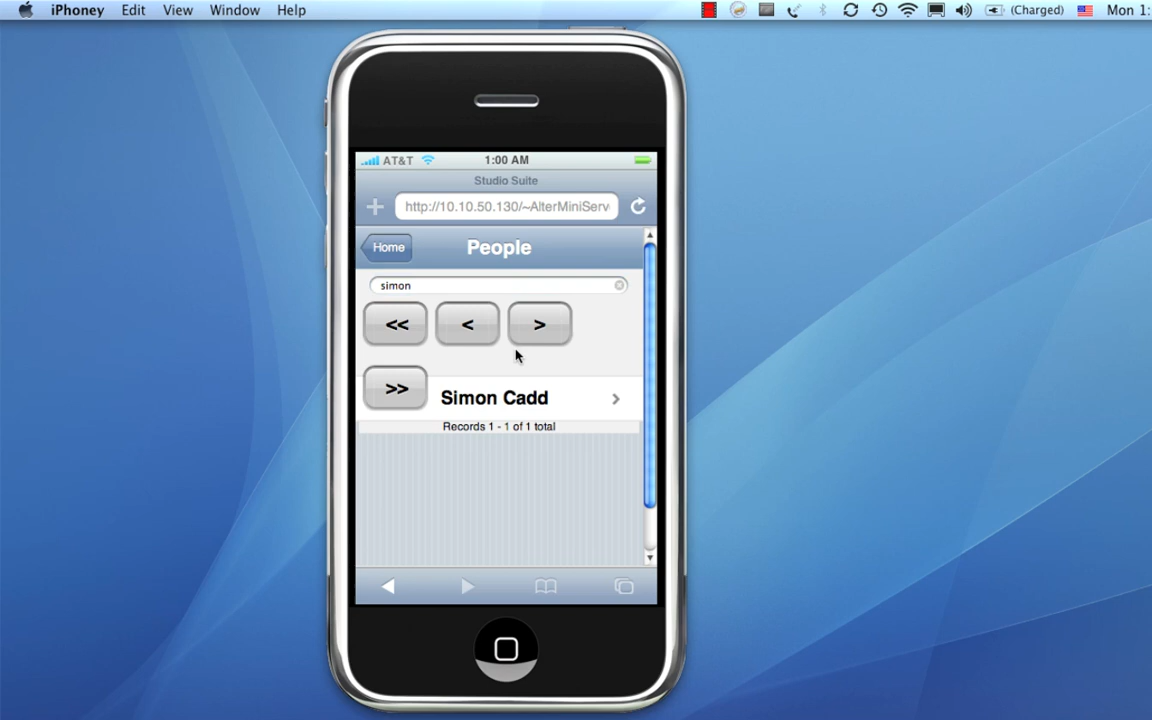 iPhoney Edit View Window Help (Charged) Mon 1:
AT&T 1:00 AM
Studio Suite
http://10.10.50.130/~AlterMiniServ
Home People
simon
<< < >
>> Simon Cadd
Records 1 - 1 of 1 total